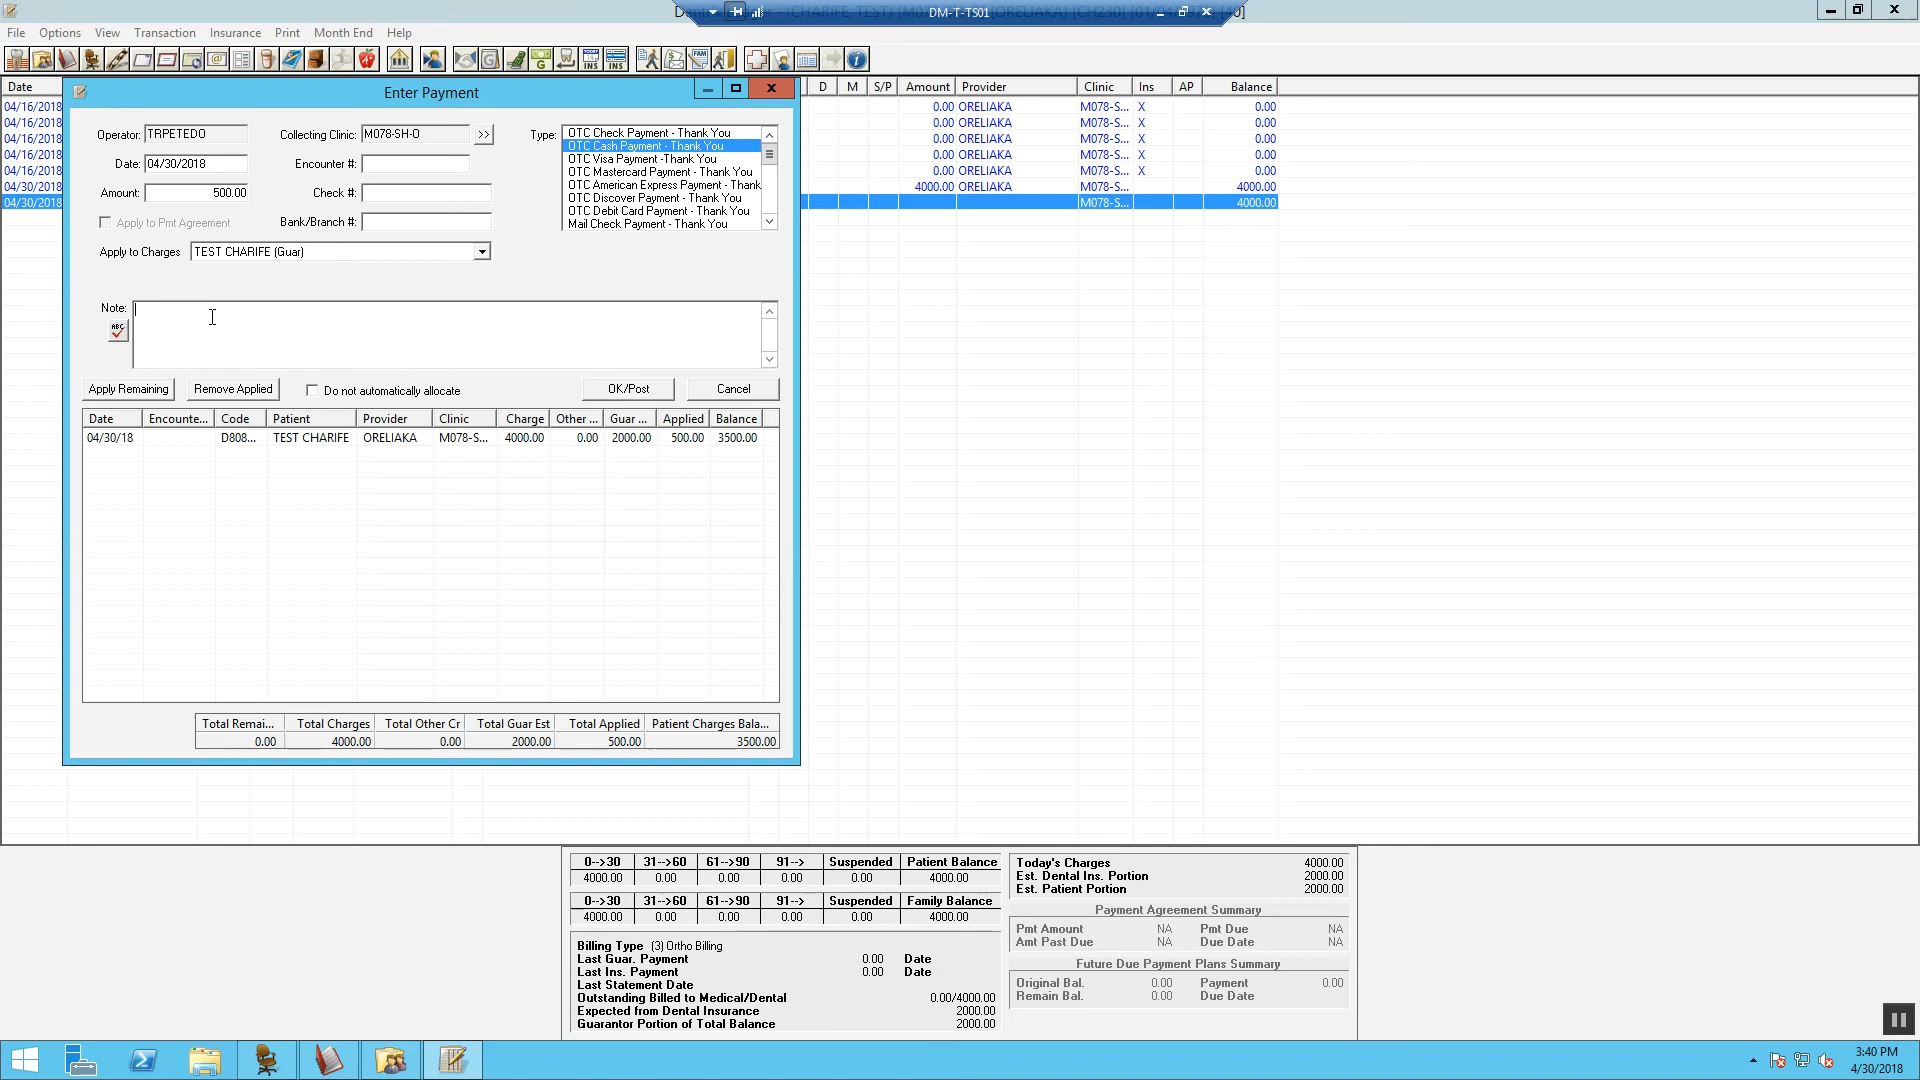 DM-T-TS01
File Options View Transaction Insurance Print Month End Help
Date D M S/P Amount Provider Clinic Ins AP Balance
04/16/2018 0.00 ORELIAKA M078-S... X 0.00
04/16/2018 0.00 ORELIAKA M078-S... X 0.00
04/16/2018 0.00 ORELIAKA M078-S... X 0.00
04/16/2018 0.00 ORELIAKA M078-S... X 0.00
04/16/2018 0.00 ORELIAKA M078-S... X 0.00
04/30/2018 4000.00 ORELIAKA M078-S... 4000.00
04/30/2018 M078-S... 4000.00
Enter Payment
Operator: TRPETEDO Collecting Clinic: M078-SH-O >> Type:
Date: 04/30/2018 Encounter #:
Amount: 500.00 Check #:
Apply to Pmt Agreement Bank/Branch #:
Apply to Charges TEST CHARIFE (Guar)
OTC Check Payment - Thank You
OTC Cash Payment - Thank You
OTC Visa Payment -Thank You
OTC Mastercard Payment - Thank You
OTC American Express Payment - Thank
OTC Discover Payment - Thank You
OTC Debit Card Payment - Thank You
Mail Check Payment - Thank You
Note:
ABC
Apply Remaining Remove Applied Do not automatically allocate OK/Post Cancel
Date Encounte... Code Patient Provider Clinic Charge Other ... Guar ... Applied Balance
04/30/18 D808... TEST CHARIFE ORELIAKA M078-S... 4000.00 0.00 2000.00 500.00 3500.00
Total Remai... Total Charges Total Other Cr Total Guar Est Total Applied Patient Charges Bala...
0.00 4000.00 0.00 2000.00 500.00 3500.00
0-->30 31-->60 61-->90 91--> Suspended Patient Balance
4000.00 0.00 0.00 0.00 0.00 4000.00
0-->30 31-->60 61-->90 91--> Suspended Family Balance
4000.00 0.00 0.00 0.00 0.00 4000.00
Billing Type (3) Ortho Billing
Last Guar. Payment 0.00 Date
Last Ins. Payment 0.00 Date
Last Statement Date
Outstanding Billed to Medical/Dental 0.00/4000.00
Expected from Dental Insurance 2000.00
Guarantor Portion of Total Balance 2000.00
Today's Charges 4000.00
Est. Dental Ins. Portion 2000.00
Est. Patient Portion 2000.00
Payment Agreement Summary
Pmt Amount NA Pmt Due NA
Amt Past Due NA Due Date NA
Future Due Payment Plans Summary
Original Bal. 0.00 Payment 0.00
Remain Bal. 0.00 Due Date
3:40 PM
4/30/2018